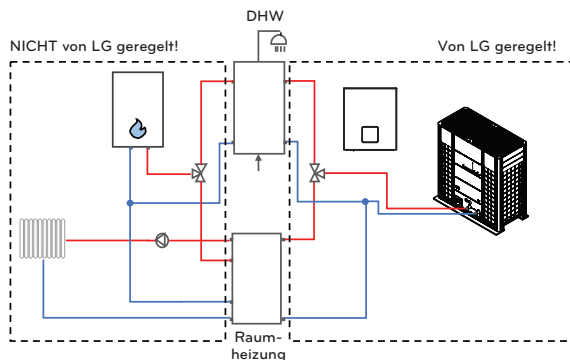 DHW
NICHT von LG geregelt!
Von LG geregelt!
Raum-
heizung